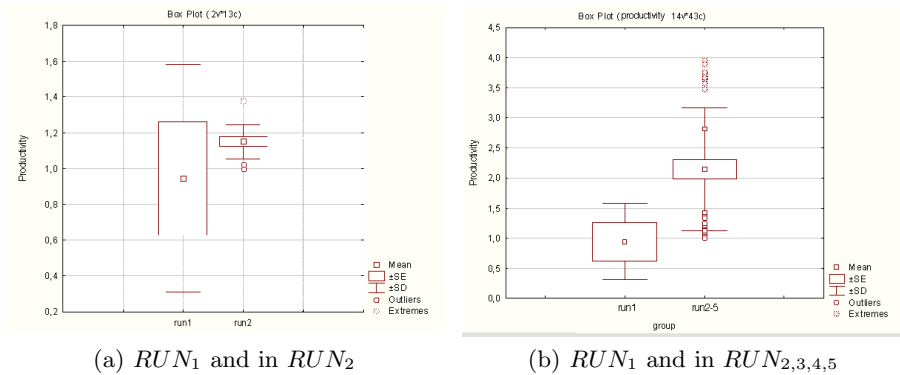 Box Plot (2v*13c)
1,8
1,6
1,4
1,2
1,0
0,8
0,6
0,4
0,2
Productivity
run1 run2
Mean
±SE
±SD
Outliers
Extremes
(a) RUN1 and in RUN2
Box Plot (productivity 14v*43c)
4,5
4,0
3,5
3,0
2,5
2,0
1,5
1,0
0,5
0,0
Productivity
run1 run2-5
group
Mean
±SE
±SD
Outliers
Extremes
(b) RUN1 and in RUN2,3,4,5